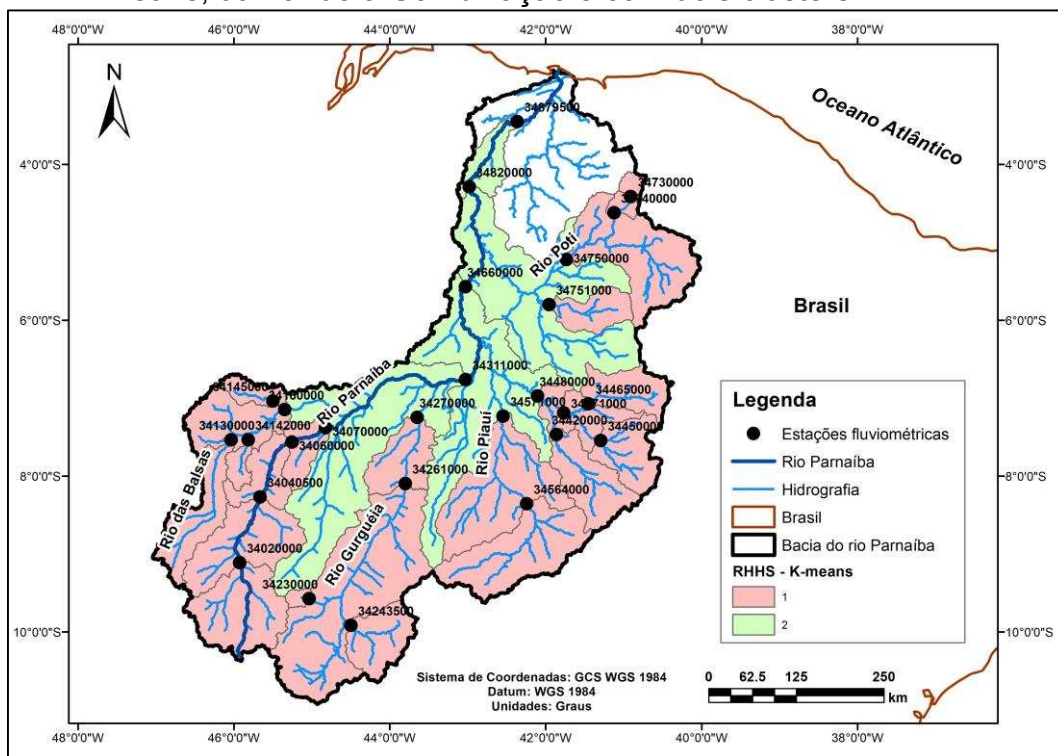 48°0'0"W
46°0'0"W
44°0'0"W
42°0'0"W
40°0'0"W
38°0'0"W
N
Oceano Atlântico
4°0'0"S
4°0'0"S
6°0'0"S
6°0'0"S
8°0'0"S
8°0'0"S
10°0'0"S
10°0'0"S
34879500
34820000
34730000
Rio Poti
34750000
34660000
34751000
Brasil
34311000
34480000
34465000
34145000
Rio Parnaíba
34270000
34420000
34450000
34130000
34142000
34070000
34060000
Rio Piauí
34261000
34040500
34564000
Rio das Balsas
Rio Gurguéia
34020000
34230000
34243500
Legenda
Estações fluviométricas
Rio Parnaíba
Hidrografia
Brasil
Bacia do rio Parnaíba
RHHS - K-means
1
2
Sistema de Coordenadas: GCS WGS 1984
Datum: WGS 1984
Unidades: Graus
0 62.5 125 250
km
48°0'0"W
46°0'0"W
44°0'0"W
42°0'0"W
40°0'0"W
38°0'0"W